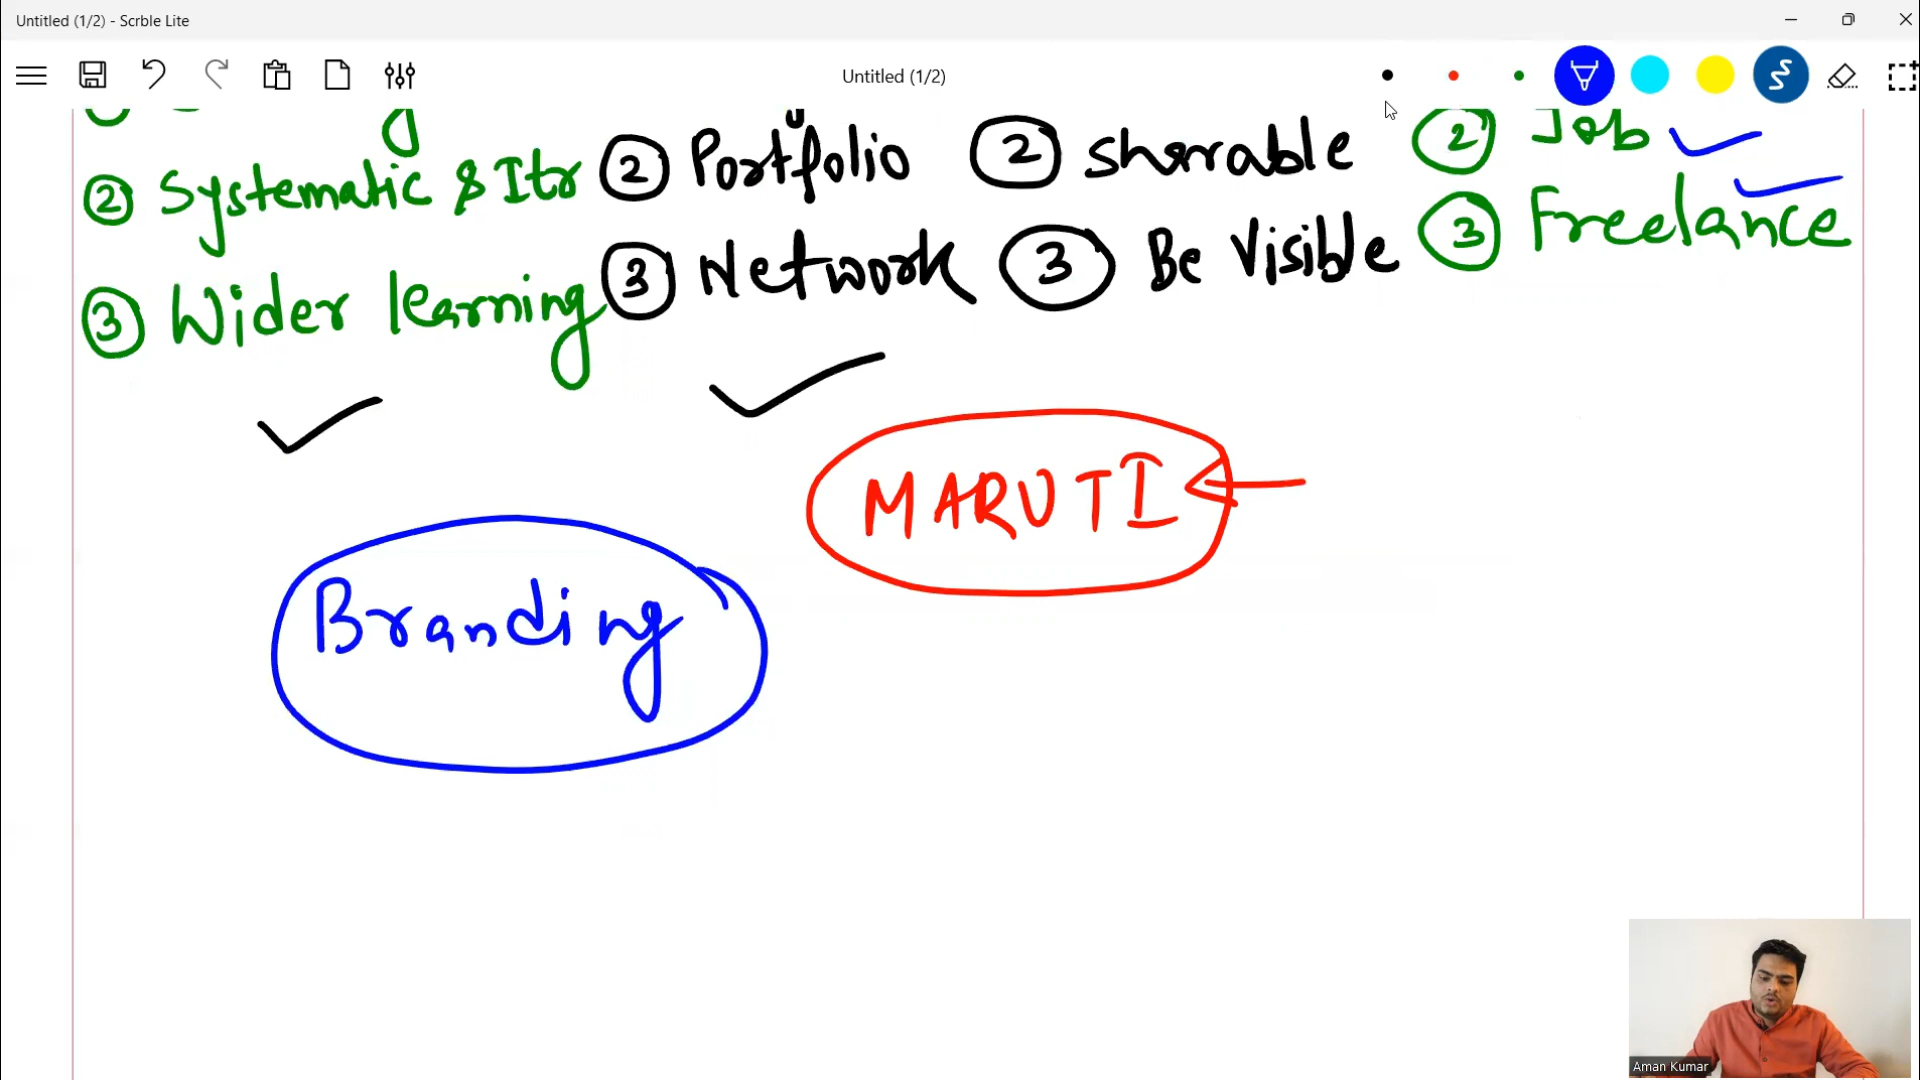 Untitled (1/2) - Scrble Lite
Untitled (1/2)
② Systematic & Itr
③ Wider learning
② Portfolio
③ Network
② Sharable
③ Be Visible
② Job
③ Freelance
MARUTI
Branding
Aman Kumar